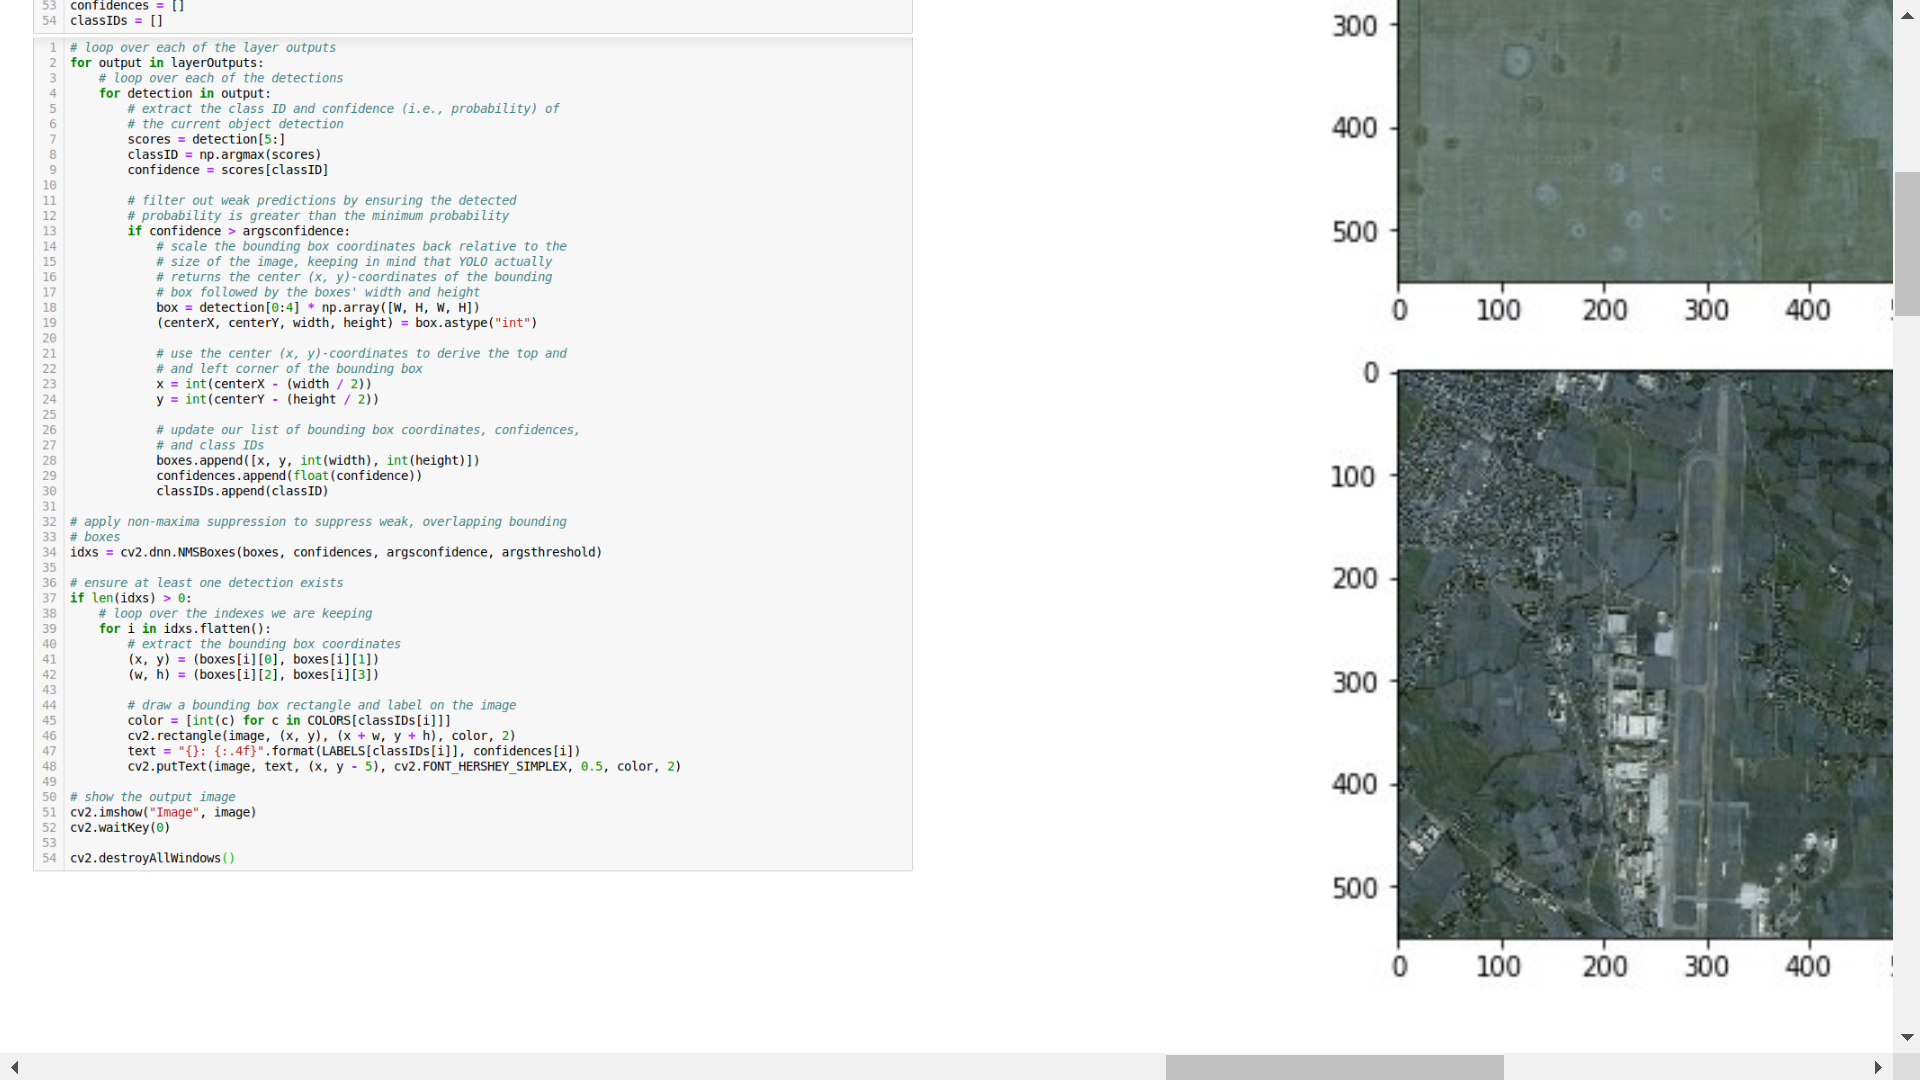 53 confidences = []
54 classIDs = []
1 # loop over each of the layer outputs
2 for output in layerOutputs:
3     # loop over each of the detections
4     for detection in output:
5         # extract the class ID and confidence (i.e., probability) of
6         # the current object detection
7         scores = detection[5:]
8         classID = np.argmax(scores)
9         confidence = scores[classID]
10
11         # filter out weak predictions by ensuring the detected
12         # probability is greater than the minimum probability
13         if confidence > argsconfidence:
14             # scale the bounding box coordinates back relative to the
15             # size of the image, keeping in mind that YOLO actually
16             # returns the center (x, y)-coordinates of the bounding
17             # box followed by the boxes' width and height
18             box = detection[0:4] * np.array([W, H, W, H])
19             (centerX, centerY, width, height) = box.astype("int")
20
21             # use the center (x, y)-coordinates to derive the top and
22             # and left corner of the bounding box
23             x = int(centerX - (width / 2))
24             y = int(centerY - (height / 2))
25
26             # update our list of bounding box coordinates, confidences,
27             # and class IDs
28             boxes.append([x, y, int(width), int(height)])
29             confidences.append(float(confidence))
30             classIDs.append(classID)
31
32 # apply non-maxima suppression to suppress weak, overlapping bounding
33 # boxes
34 idxs = cv2.dnn.NMSBoxes(boxes, confidences, argsconfidence, argsthreshold)
35
36 # ensure at least one detection exists
37 if len(idxs) > 0:
38     # loop over the indexes we are keeping
39     for i in idxs.flatten():
40         # extract the bounding box coordinates
41         (x, y) = (boxes[i][0], boxes[i][1])
42         (w, h) = (boxes[i][2], boxes[i][3])
43
44         # draw a bounding box rectangle and label on the image
45         color = [int(c) for c in COLORS[classIDs[i]]]
46         cv2.rectangle(image, (x, y), (x + w, y + h), color, 2)
47         text = "{}: {:.4f}".format(LABELS[classIDs[i]], confidences[i])
48         cv2.putText(image, text, (x, y - 5), cv2.FONT_HERSHEY_SIMPLEX, 0.5, color, 2)
49
50 # show the output image
51 cv2.imshow("Image", image)
52 cv2.waitKey(0)
53
54 cv2.destroyAllWindows()
300
400
500
0 100 200 300 400
0
100
200
300
400
500
0 100 200 300 400